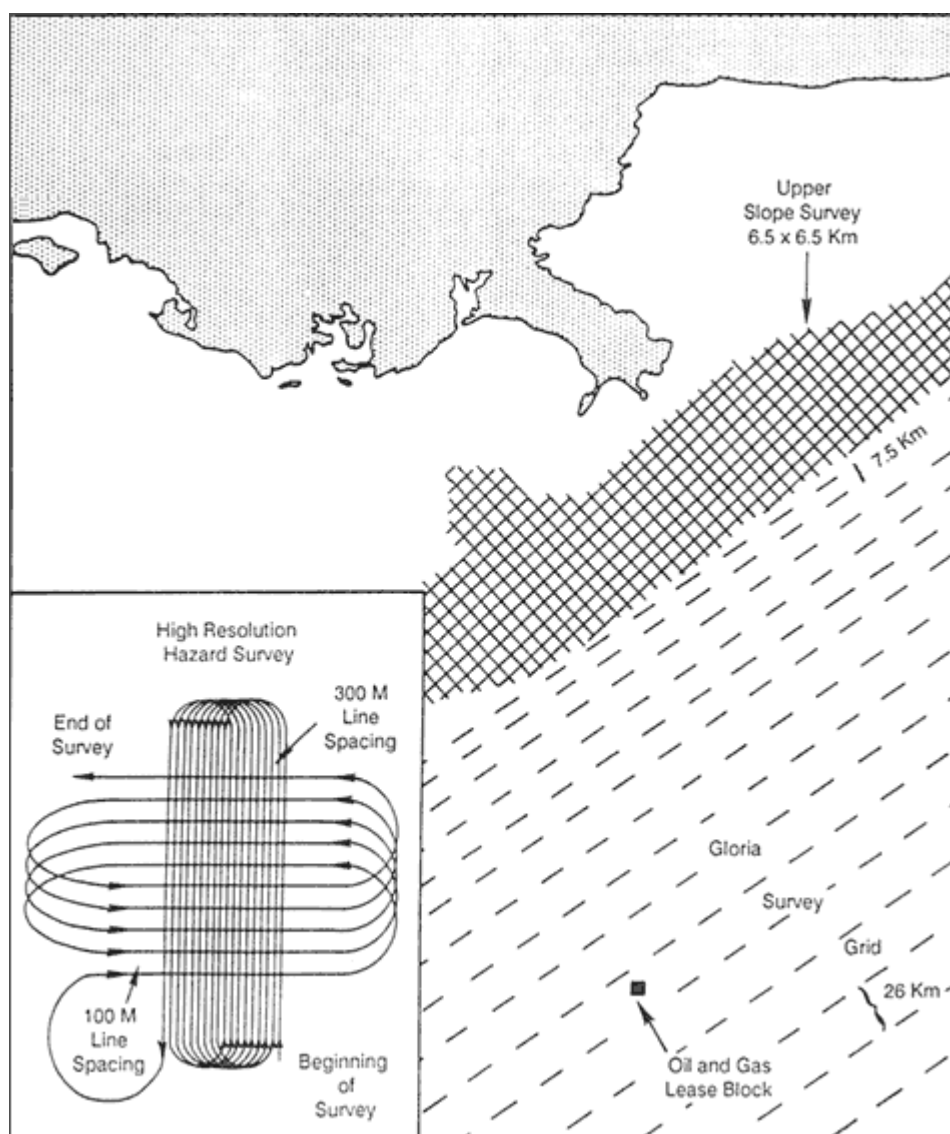 Upper
Slope Survey
6.5 x 6.5 Km
7.5 Km
High Resolution
Hazard Survey
300 M
Line
Spacing
End of
Survey
100 M
Line
Spacing
Beginning
of
Survey
Gloria
Survey
Grid
26 Km
Oil and Gas
Lease Block